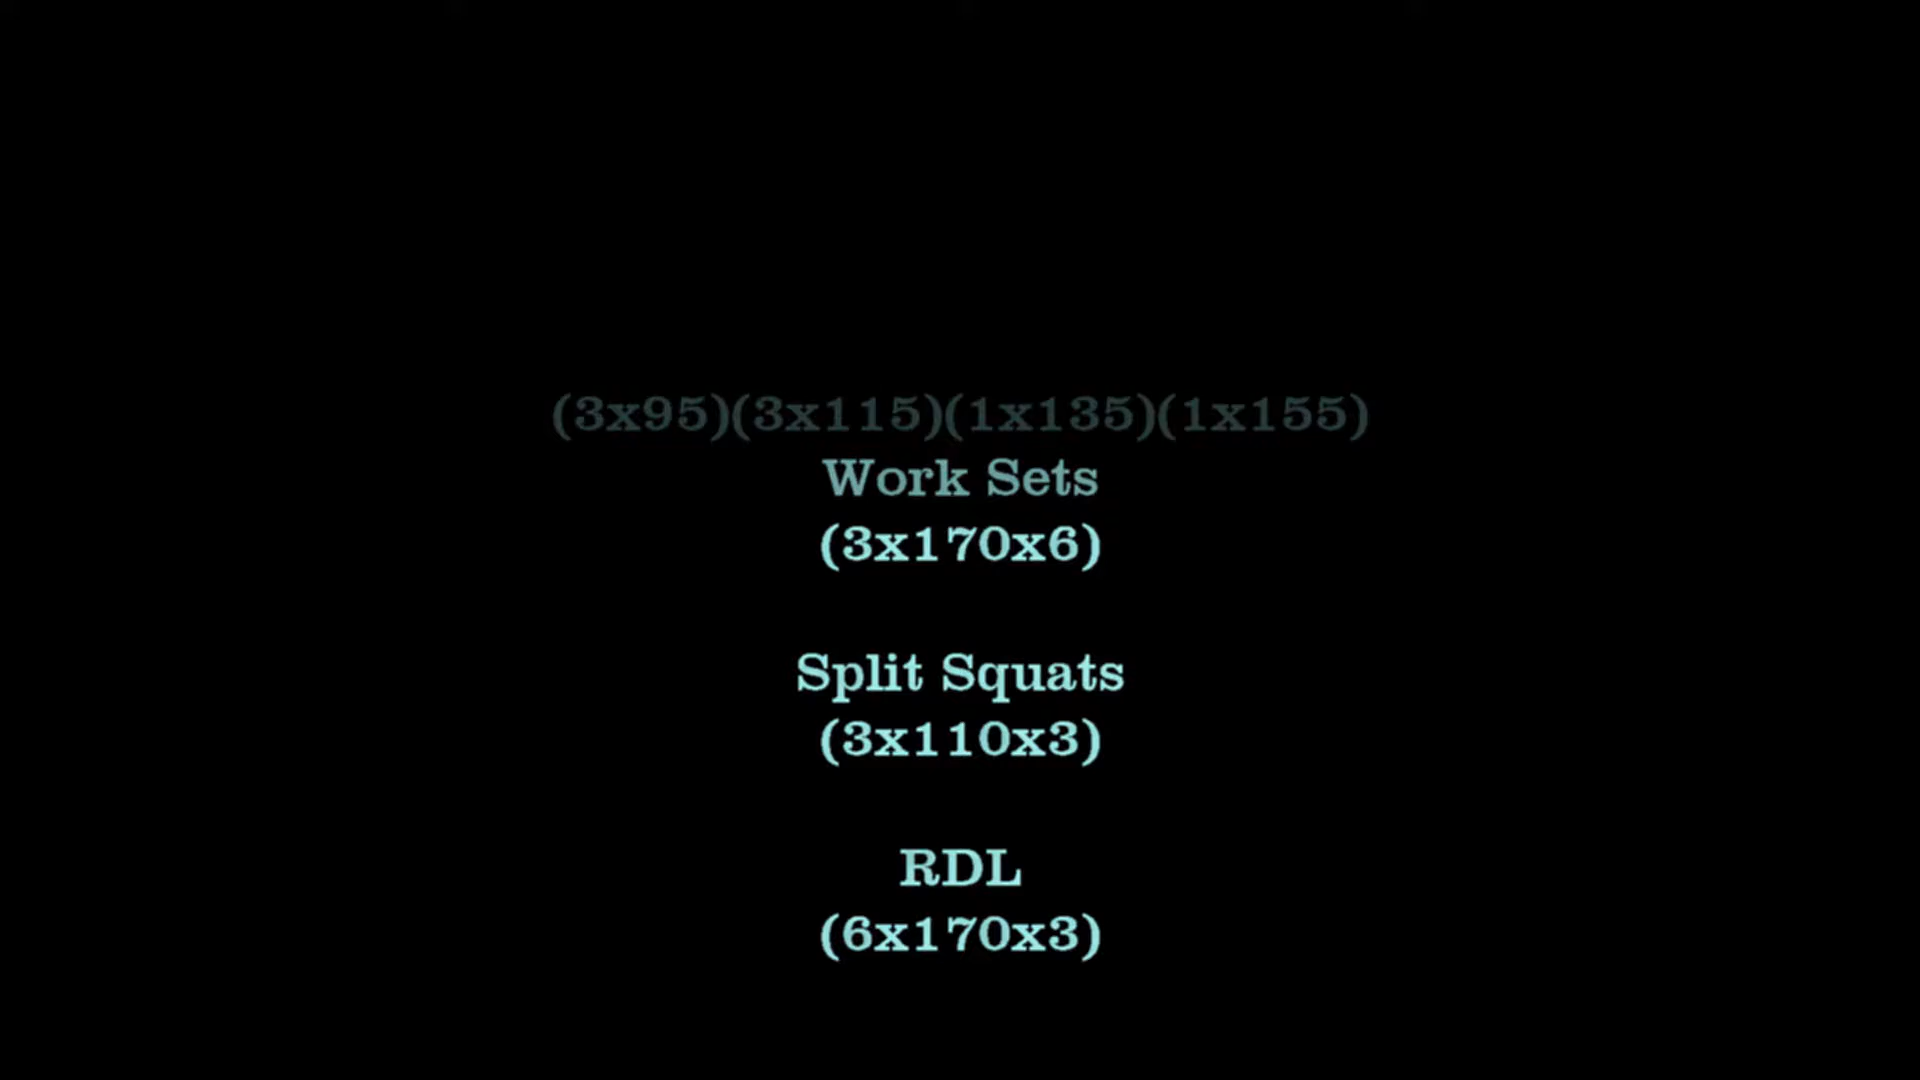 (3x95)(3x115)(1x135)(1x155)
Work Sets
(3x170x6)
Split Squats
(3x110x3)
RDL
(6x170x3)